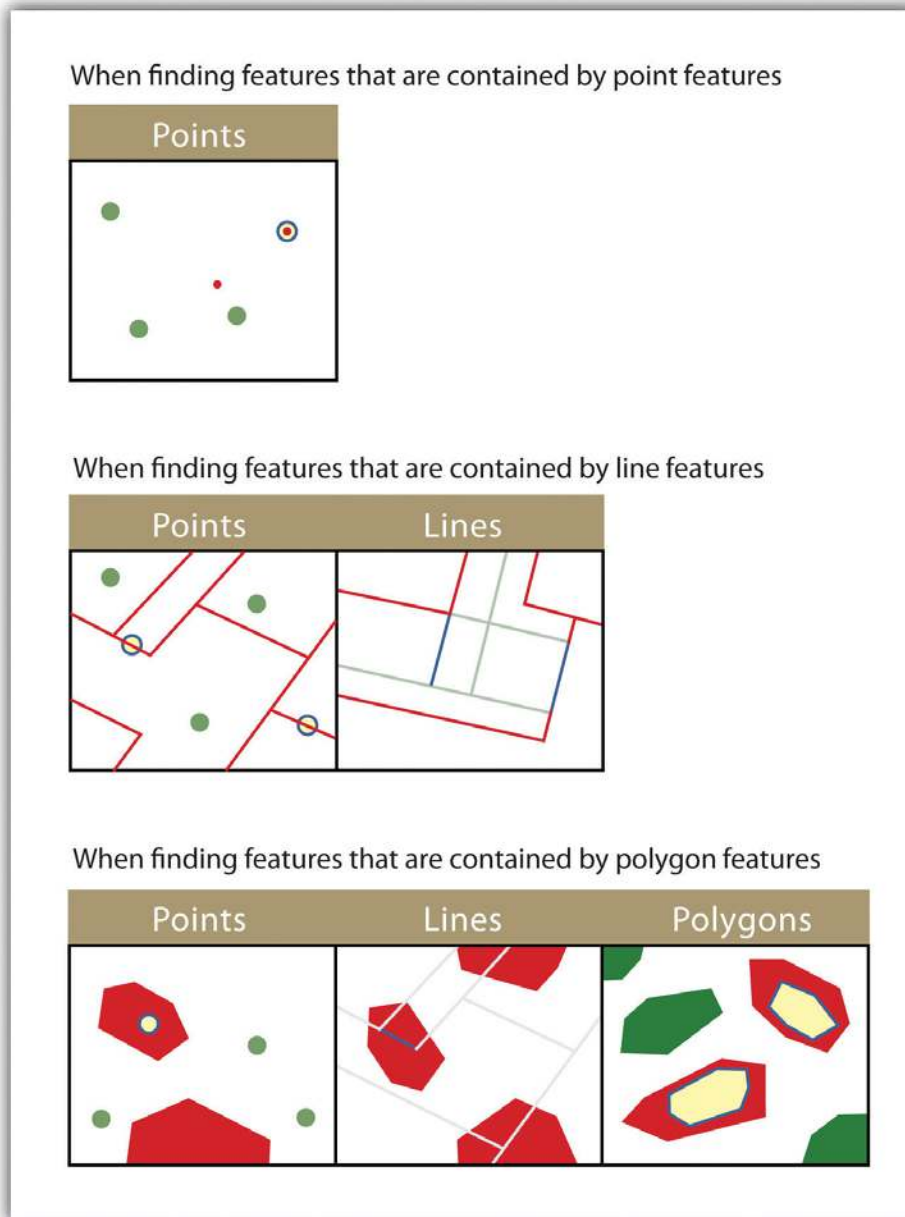 When finding features that are contained by point features
Points
When finding features that are contained by line features
Points Lines
When finding features that are contained by polygon features
Points Lines Polygons